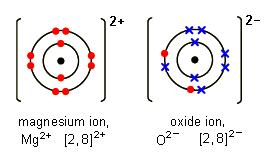 2+
2−
magnesium ion,
Mg²⁺ [2,8]²⁺
oxide ion,
O²⁻ [2,8]²⁻